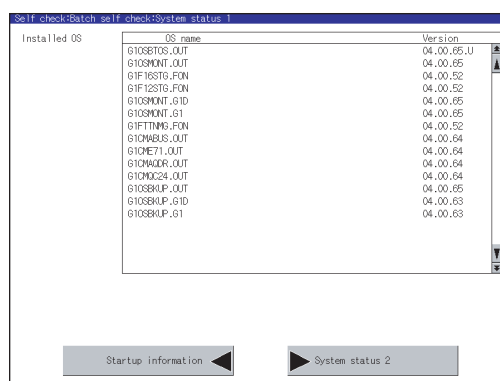 Self check:Batch self check:System status 1
Installed OS
OS name Version
G1OSBTOS.OUT 04.00.65.U
G1OSMONT.OUT 04.00.65
G1F16STG.FON 04.00.52
G1F12STG.FON 04.00.52
G1OSMONT.G1D 04.00.65
G1OSMONT.G1 04.00.65
G1FTTNMG.FON 04.00.52
G1CMABUS.OUT 04.00.64
G1CME71.OUT 04.00.64
G1CMAQDR.OUT 04.00.64
G1CMQC24.OUT 04.00.64
G1OSBKUP.OUT 04.00.65
G1OSBKUP.G1D 04.00.63
G1OSBKUP.G1 04.00.63
Startup information System status 2